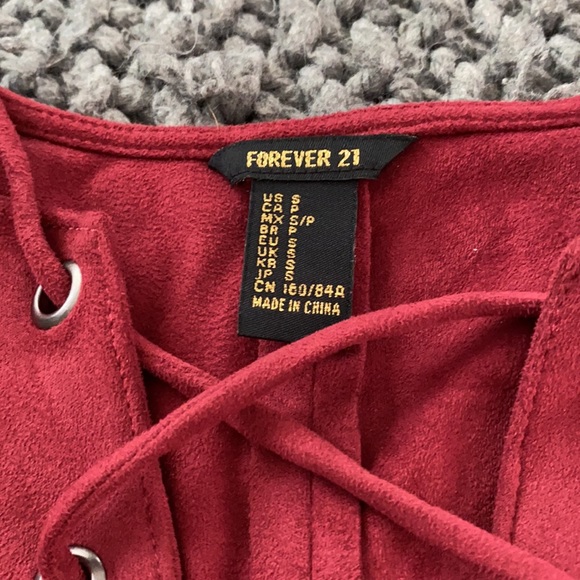 FOREVER 21
US S
CA P
MX S/P
BR P
EU S
UK S
KR S
JP S
CN 160/84A
MADE IN CHINA